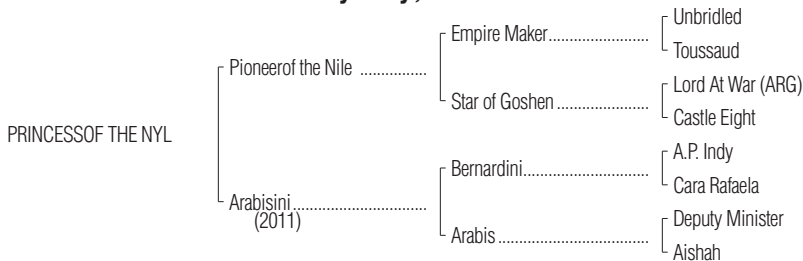 Unbridled
Empire Maker
Toussaud
Pioneerof the Nile
Lord At War (ARG)
Star of Goshen
Castle Eight
PRINCESSOF THE NYL
A.P. Indy
Bernardini
Cara Rafaela
Arabisini
(2011)
Deputy Minister
Arabis
Aishah